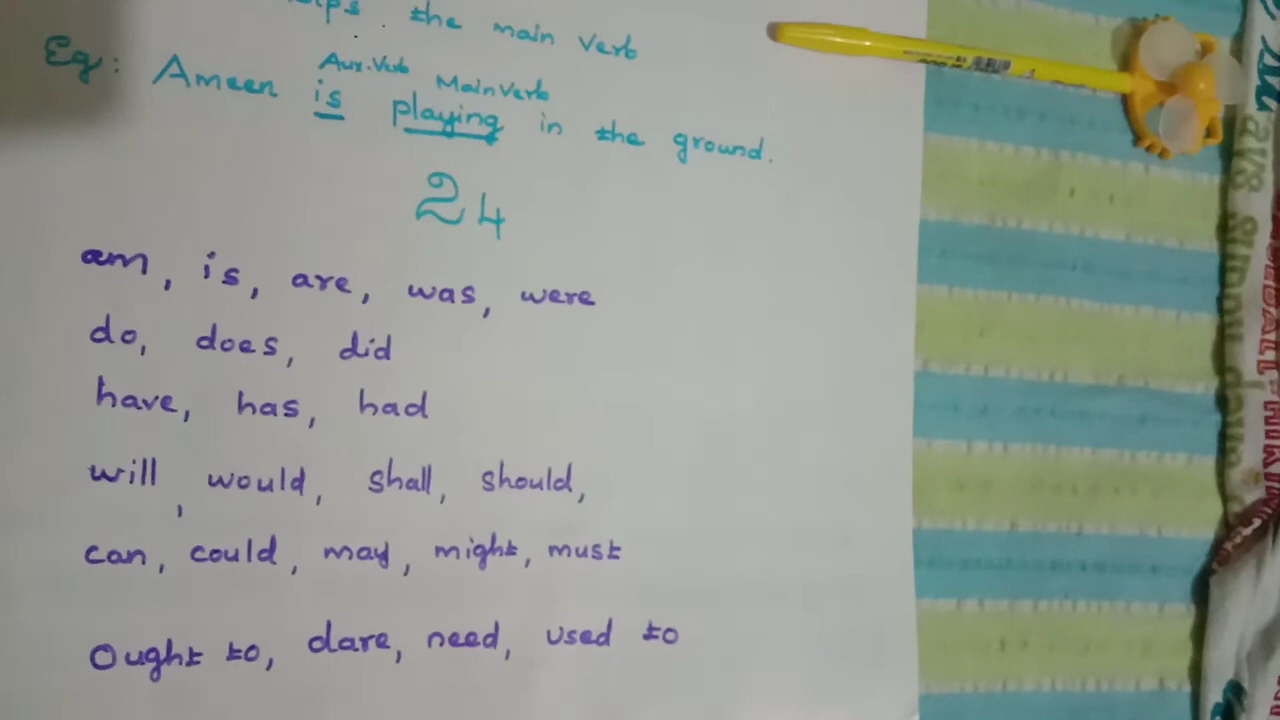 the main verb
Eg: Ameen is playing in the ground.
Aux.Verb Main Verb
24
am, is, are, was, were
do, does, did
have, has, had
will, would, shall, should,
can, could, may, might, must
Ought to, dare, need, used to